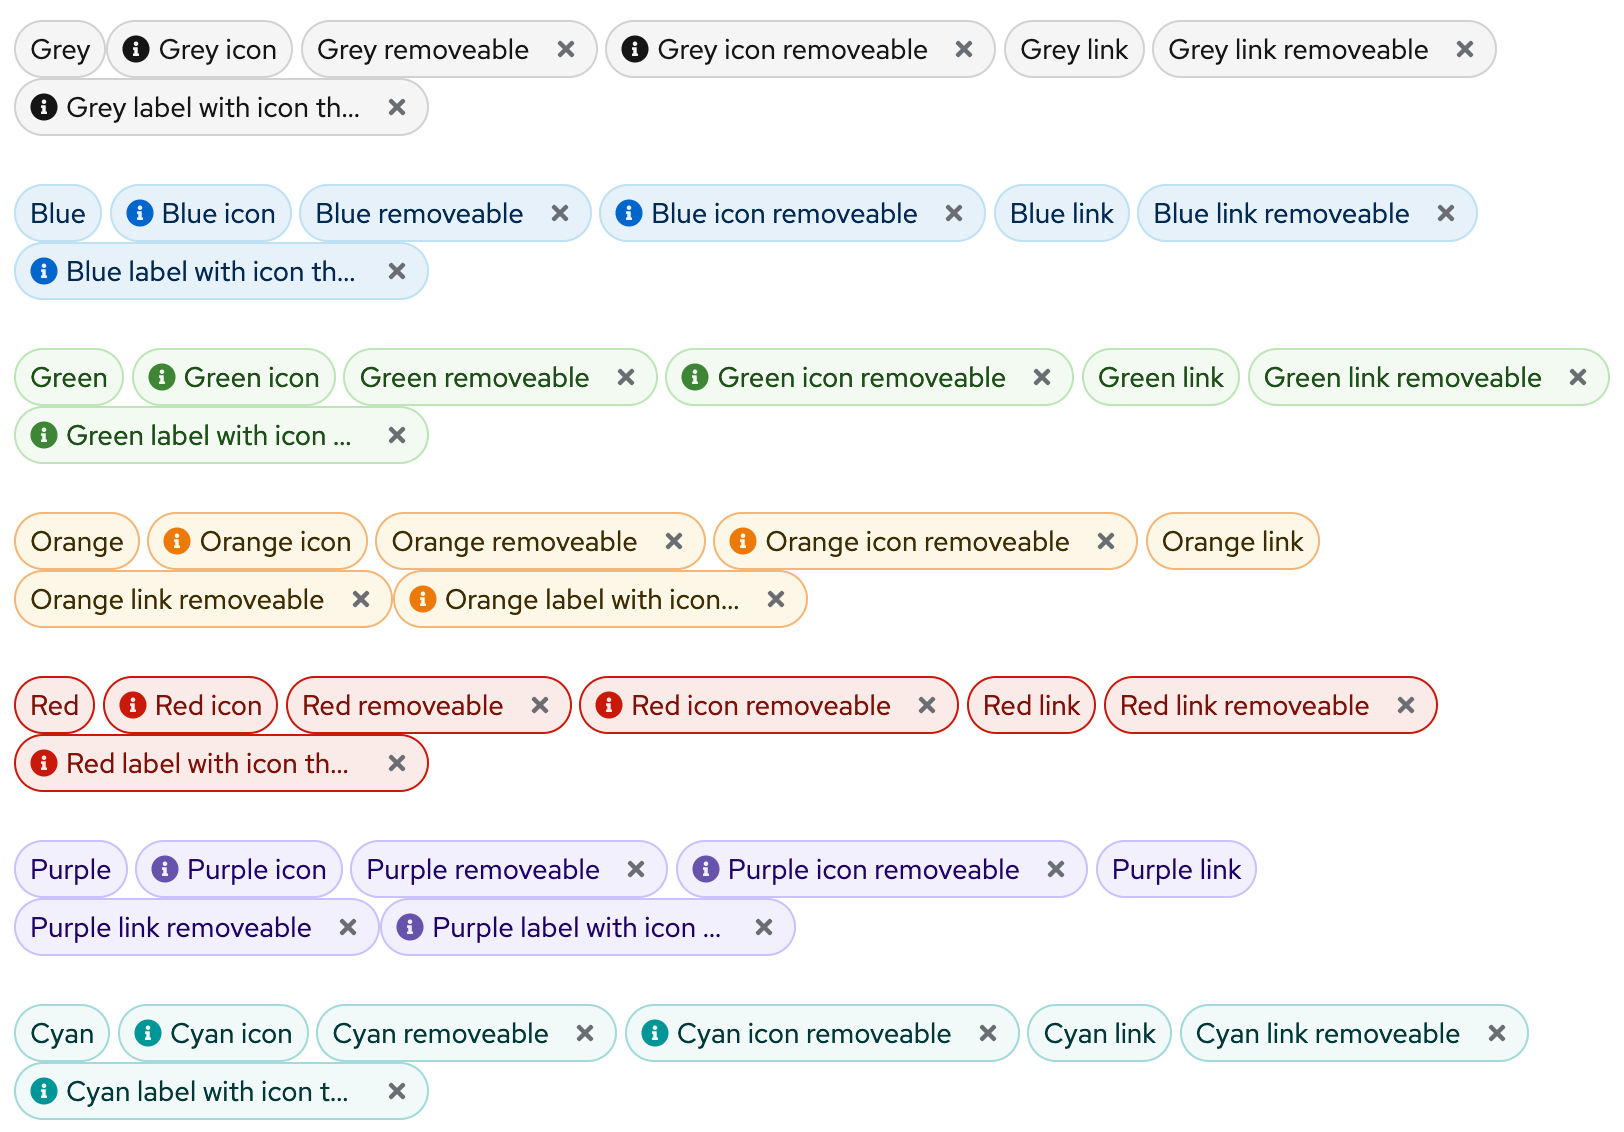 Grey Grey icon Grey removeable Grey icon removeable Grey link Grey link removeable
Grey label with icon th...
Blue Blue icon Blue removeable Blue icon removeable Blue link Blue link removeable
Blue label with icon th...
Green Green icon Green removeable Green icon removeable Green link Green link removeable
Green label with icon ...
Orange Orange icon Orange removeable Orange icon removeable Orange link
Orange link removeable Orange label with icon...
Red Red icon Red removeable Red icon removeable Red link Red link removeable
Red label with icon th...
Purple Purple icon Purple removeable Purple icon removeable Purple link
Purple link removeable Purple label with icon ...
Cyan Cyan icon Cyan removeable Cyan icon removeable Cyan link Cyan link removeable
Cyan label with icon t...